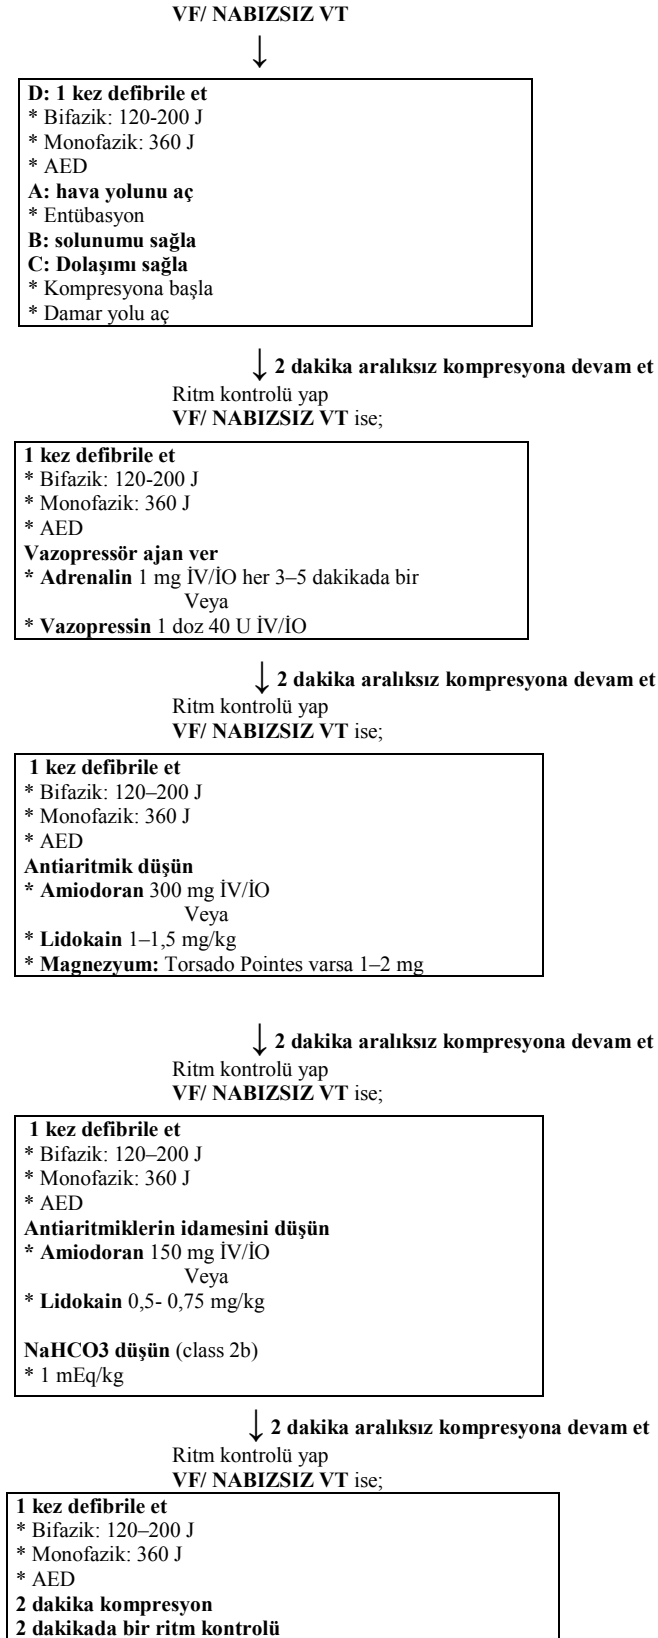 VF/ NABIZSIZ VT
↓
D: 1 kez defibrile et
* Bifazik: 120-200 J
* Monofazik: 360 J
* AED
A: hava yolunu aç
* Entübasyon
B: solunumu sağla
C: Dolaşımı sağla
* Kompresyona başla
* Damar yolu aç
↓ 2 dakika aralıksız kompresyona devam et
Ritm kontrolü yap
VF/ NABIZSIZ VT ise;
1 kez defibrile et
* Bifazik: 120-200 J
* Monofazik: 360 J
* AED
Vazopressör ajan ver
* Adrenalin 1 mg İV/İO her 3–5 dakikada bir
Veya
* Vazopressin 1 doz 40 U İV/İO
↓ 2 dakika aralıksız kompresyona devam et
Ritm kontrolü yap
VF/ NABIZSIZ VT ise;
1 kez defibrile et
* Bifazik: 120–200 J
* Monofazik: 360 J
* AED
Antiaritmik düşün
* Amiodoran 300 mg İV/İO
Veya
* Lidokain 1–1,5 mg/kg
* Magnezyum: Torsado Pointes varsa 1–2 mg
↓ 2 dakika aralıksız kompresyona devam et
Ritm kontrolü yap
VF/ NABIZSIZ VT ise;
1 kez defibrile et
* Bifazik: 120–200 J
* Monofazik: 360 J
* AED
Antiaritmiklerin idamesini düşün
* Amiodoran 150 mg İV/İO
Veya
* Lidokain 0,5- 0,75 mg/kg
NaHCO3 düşün (class 2b)
* 1 mEq/kg
↓ 2 dakika aralıksız kompresyona devam et
Ritm kontrolü yap
VF/ NABIZSIZ VT ise;
1 kez defibrile et
* Bifazik: 120–200 J
* Monofazik: 360 J
* AED
2 dakika kompresyon
2 dakikada bir ritm kontrolü